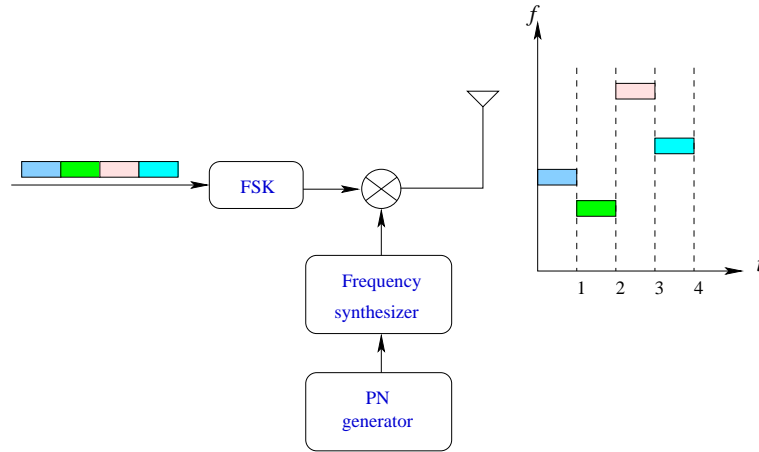 f
FSK
Frequency
synthesizer
PN
generator
1 2 3 4
t